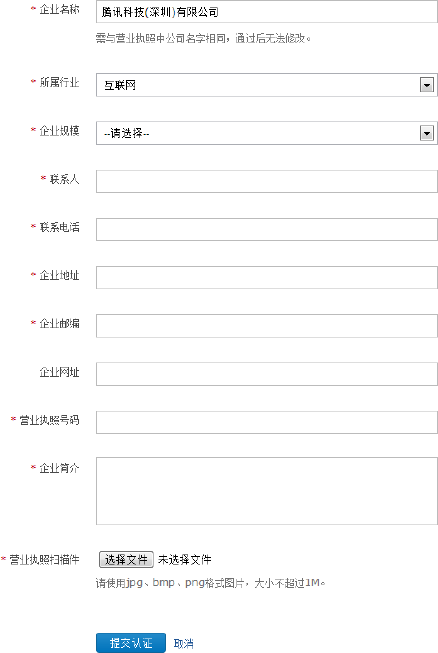 * 企业名称 腾讯科技(深圳)有限公司
需与营业执照中公司名字相同，通过后无法修改。
* 所属行业 互联网
* 企业规模 --请选择--
* 联系人
* 联系电话
* 企业地址
* 企业邮编
企业网址
* 营业执照号码
* 企业简介
* 营业执照扫描件 选择文件 未选择文件
请使用jpg、bmp、png格式图片，大小不超过1M。
提交认证 取消